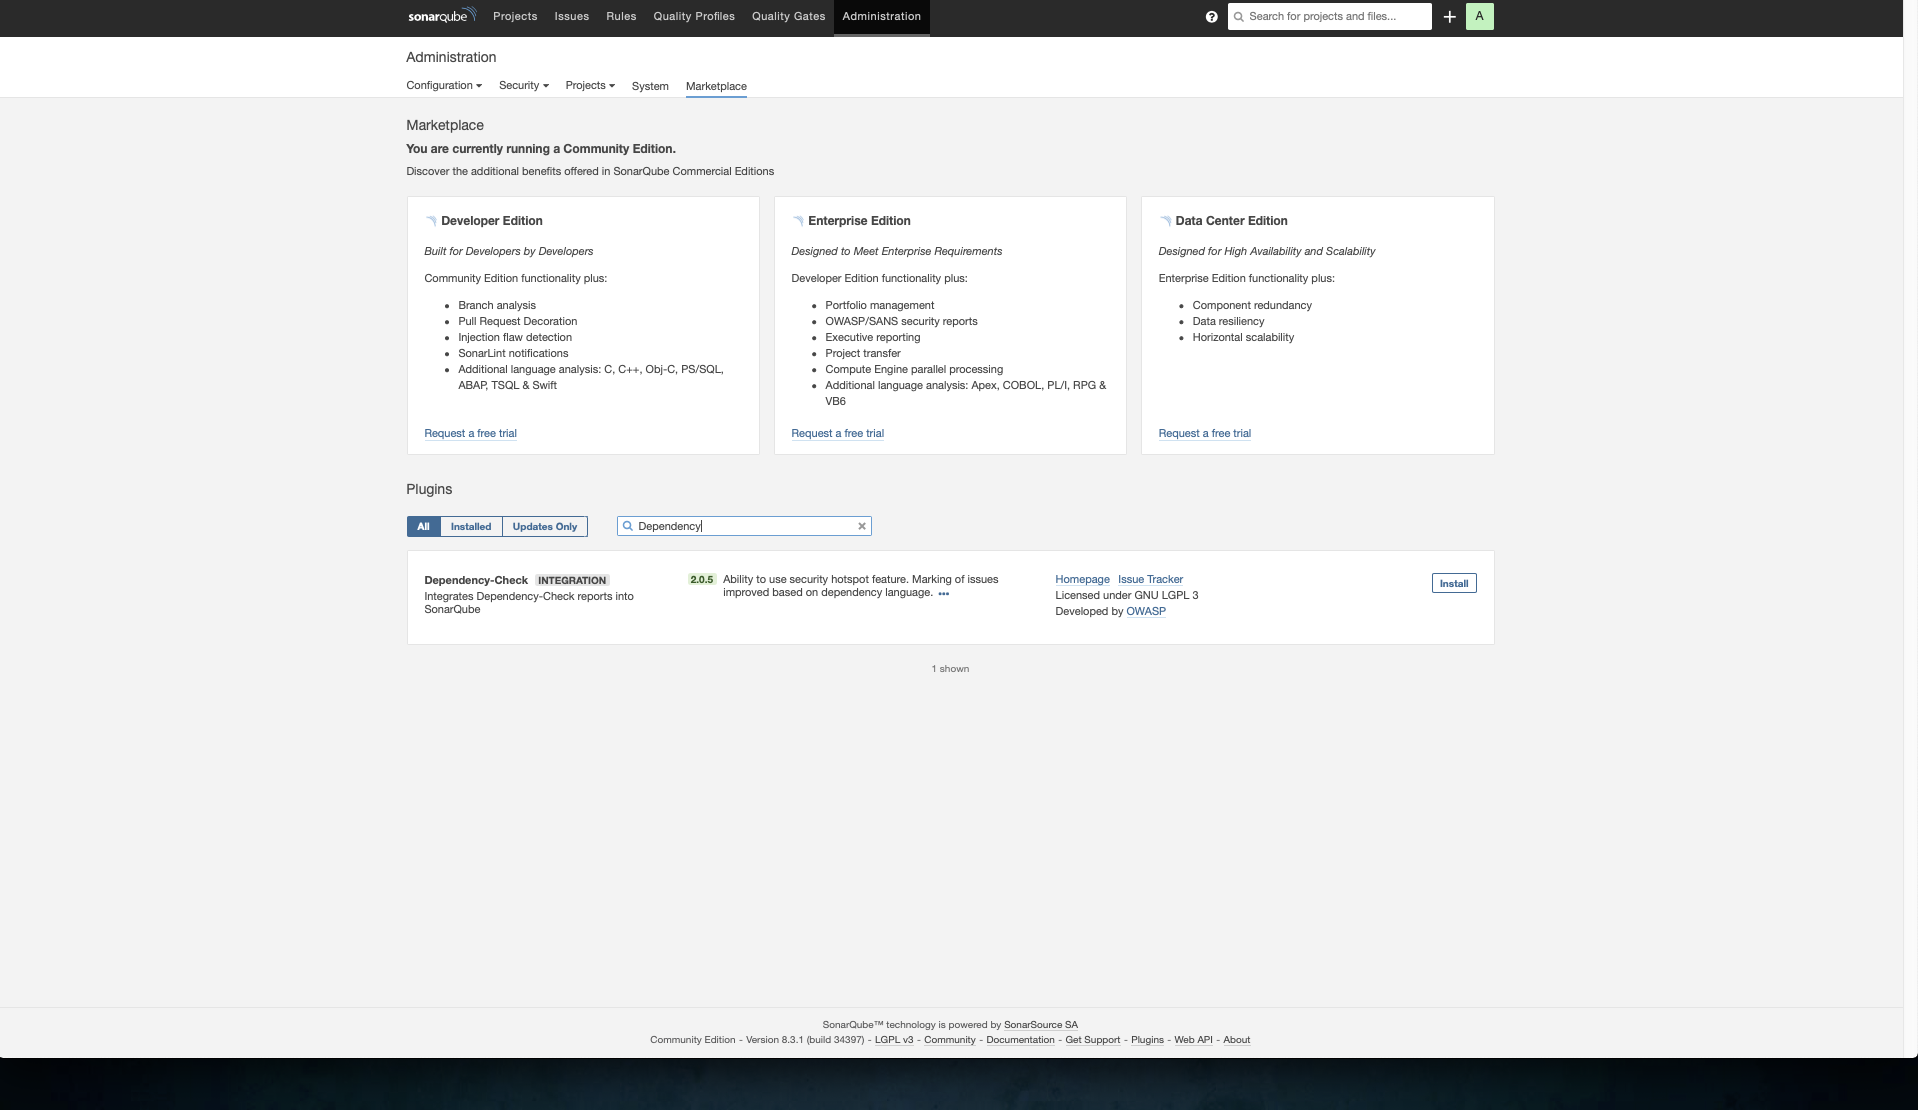 sonarqube Projects Issues Rules Quality Profiles Quality Gates Administration ? Search for projects and files... + A
Administration
Configuration Security Projects System Marketplace
Marketplace
You are currently running a Community Edition.
Discover the additional benefits offered in SonarQube Commercial Editions
Developer Edition
Built for Developers by Developers
Community Edition functionality plus:
• Branch analysis
• Pull Request Decoration
• Injection flaw detection
• SonarLint notifications
• Additional language analysis: C, C++, Obj-C, PS/SQL,
ABAP, TSQL & Swift
Request a free trial
Enterprise Edition
Designed to Meet Enterprise Requirements
Developer Edition functionality plus:
• Portfolio management
• OWASP/SANS security reports
• Executive reporting
• Project transfer
• Compute Engine parallel processing
• Additional language analysis: Apex, COBOL, PL/I, RPG &
VB6
Request a free trial
Data Center Edition
Designed for High Availability and Scalability
Enterprise Edition functionality plus:
• Component redundancy
• Data resiliency
• Horizontal scalability
Request a free trial
Plugins
All Installed Updates Only Dependency
Dependency-Check INTEGRATION
Integrates Dependency-Check reports into
SonarQube
2.0.5 Ability to use security hotspot feature. Marking of issues
improved based on dependency language. •••
Homepage Issue Tracker
Licensed under GNU LGPL 3
Developed by OWASP
Install
1 shown
SonarQube™ technology is powered by SonarSource SA
Community Edition - Version 8.3.1 (build 34397) - LGPL v3 - Community - Documentation - Get Support - Plugins - Web API - About